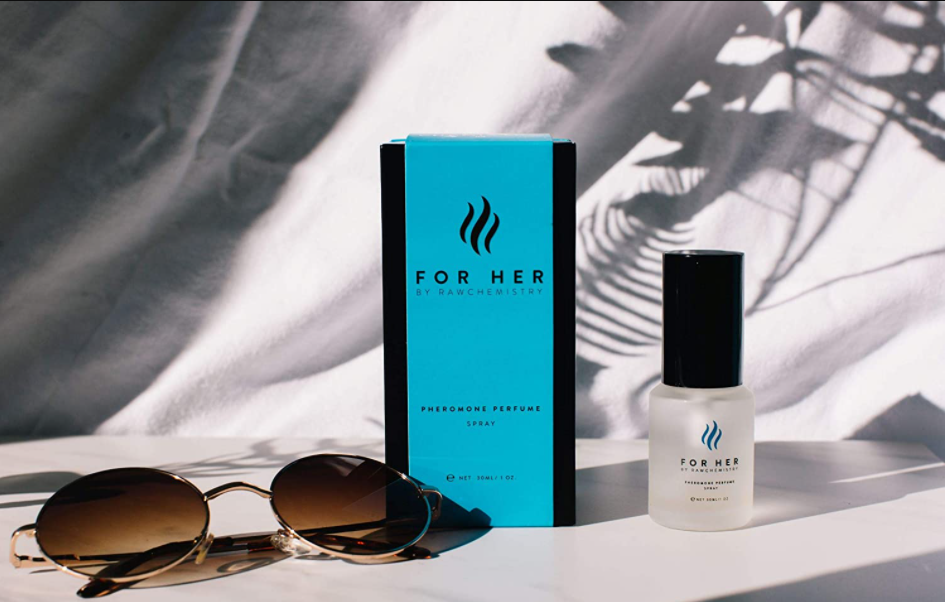 FOR HER
BY RAWCHEMISTRY
PHEROMONE PERFUME
SPRAY
℮ NET 30ML/1 OZ
FOR HER
BY RAWCHEMISTRY
PHEROMONE PERFUME
SPRAY
℮ NET 30ML/1 OZ